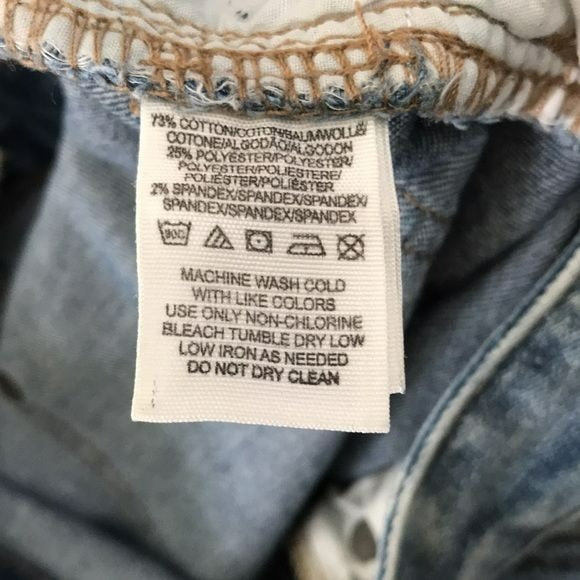 73% COTTON/COTON/BAUMWOLLE/
COTONE/ALGODÃO/ALGODON
25% POLYESTER/POLYESTER/
POLYESTER/POLIESTERE/
POLIÉSTER/POLIÉSTER
2% SPANDEX/SPANDEX/SPANDEX/
SPANDEX/SPANDEX/SPANDEX
MACHINE WASH COLD
WITH LIKE COLORS
USE ONLY NON-CHLORINE
BLEACH TUMBLE DRY LOW
LOW IRON AS NEEDED
DO NOT DRY CLEAN